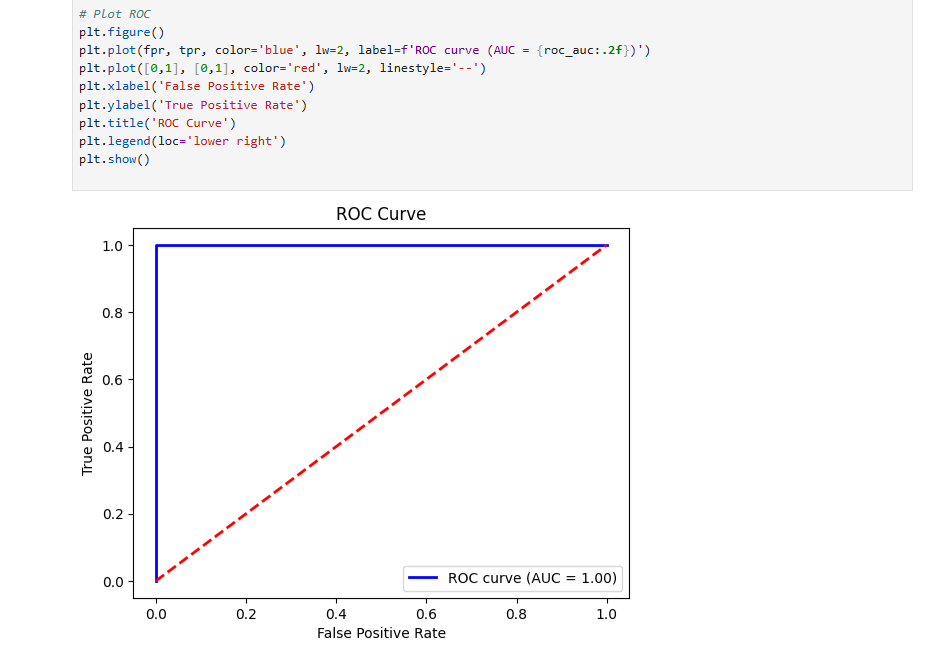 # Plot ROC
plt.figure()
plt.plot(fpr, tpr, color='blue', lw=2, label=f'ROC curve (AUC = {roc_auc:.2f})')
plt.plot([0,1], [0,1], color='red', lw=2, linestyle='--')
plt.xlabel('False Positive Rate')
plt.ylabel('True Positive Rate')
plt.title('ROC Curve')
plt.legend(loc='lower right')
plt.show()
ROC Curve
True Positive Rate
1.0
0.8
0.6
0.4
0.2
0.0
ROC curve (AUC = 1.00)
0.0 0.2 0.4 0.6 0.8 1.0
False Positive Rate